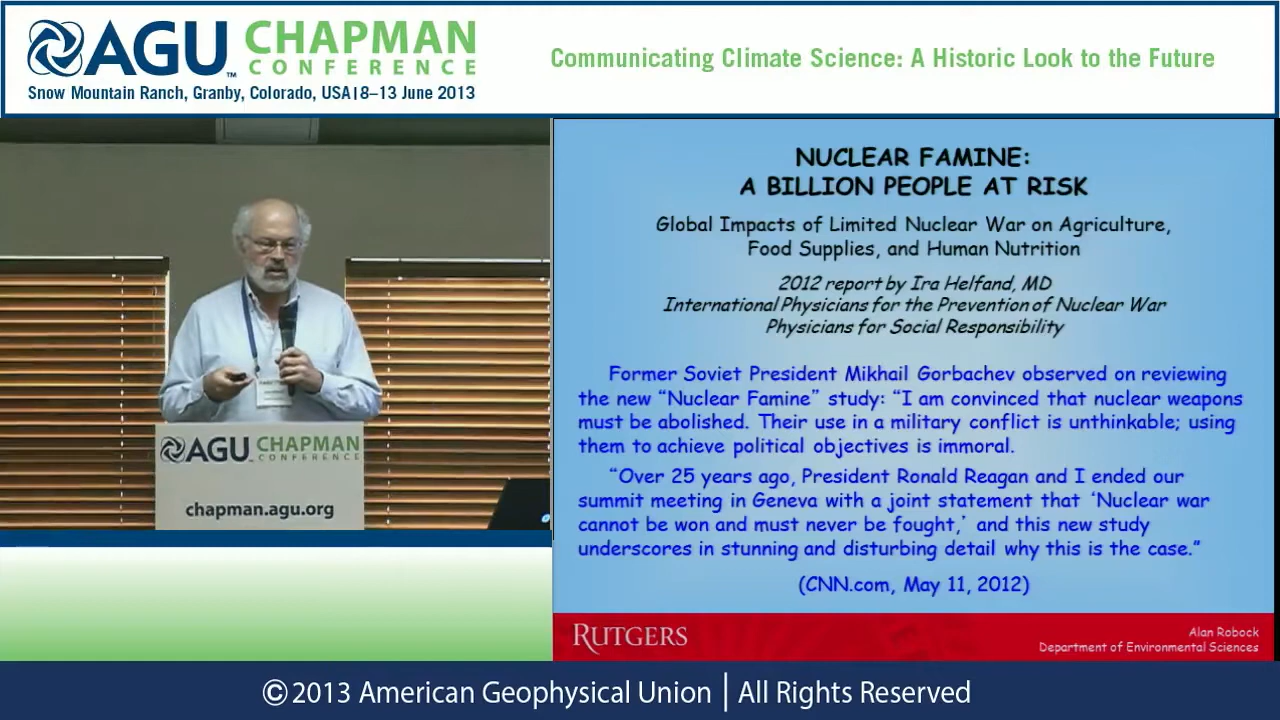 AGU CHAPMAN
CONFERENCE
Snow Mountain Ranch, Granby, Colorado, USA|8–13 June 2013
Communicating Climate Science: A Historic Look to the Future
NUCLEAR FAMINE:
A BILLION PEOPLE AT RISK
Global Impacts of Limited Nuclear War on Agriculture,
Food Supplies, and Human Nutrition
2012 report by Ira Helfand, MD
International Physicians for the Prevention of Nuclear War
Physicians for Social Responsibility
Former Soviet President Mikhail Gorbachev observed on reviewing
the new “Nuclear Famine” study: “I am convinced that nuclear weapons
must be abolished. Their use in a military conflict is unthinkable; using
them to achieve political objectives is immoral.
“Over 25 years ago, President Ronald Reagan and I ended our
summit meeting in Geneva with a joint statement that ‘Nuclear war
cannot be won and must never be fought,’ and this new study
underscores in stunning and disturbing detail why this is the case.”
(CNN.com, May 11, 2012)
RUTGERS
Alan Robock
Department of Environmental Sciences
AGU CHAPMAN
CONFERENCE
chapman.agu.org
©2013 American Geophysical Union | All Rights Reserved